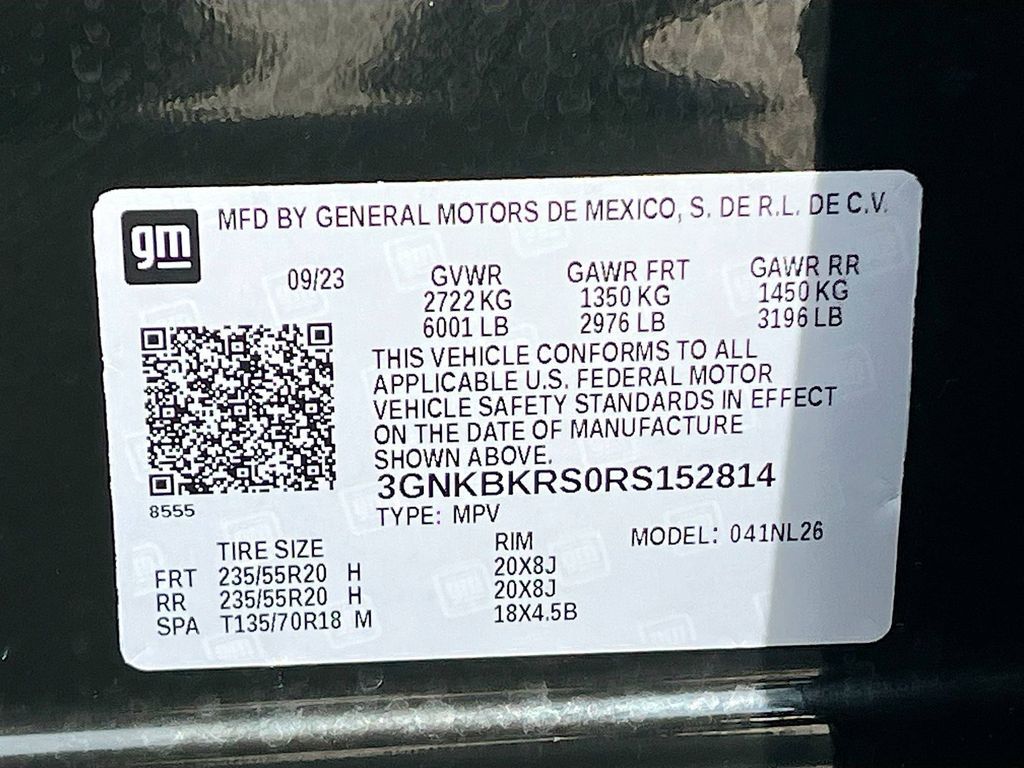 gm
MFD BY GENERAL MOTORS DE MEXICO, S. DE R.L. DE C.V.
09/23 GVWR GAWR FRT GAWR RR
2722 KG 1350 KG 1450 KG
6001 LB 2976 LB 3196 LB
THIS VEHICLE CONFORMS TO ALL
APPLICABLE U.S. FEDERAL MOTOR
VEHICLE SAFETY STANDARDS IN EFFECT
ON THE DATE OF MANUFACTURE
SHOWN ABOVE.
3GNKBKRS0RS152814
8555
TYPE: MPV
TIRE SIZE RIM MODEL: 041NL26
FRT 235/55R20 H 20X8J
RR 235/55R20 H 20X8J
SPA T135/70R18 M 18X4.5B